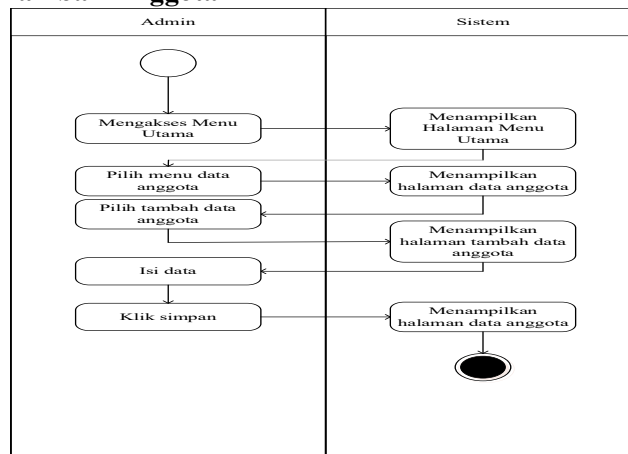 Admin
Sistem
Mengakses Menu
Utama
Menampilkan
Halaman Menu
Utama
Pilih menu data
anggota
Menampilkan
halaman data anggota
Pilih tambah data
anggota
Menampilkan
halaman tambah data
anggota
Isi data
Klik simpan
Menampilkan
halaman data anggota